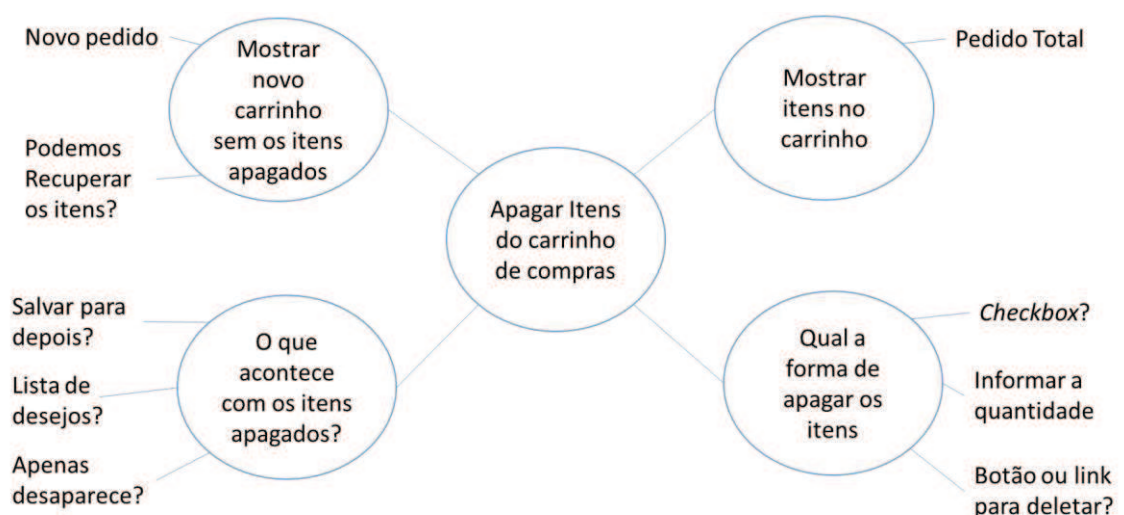 Novo pedido
Mostrar
novo
carrinho
sem os itens
apagados
Podemos
Recuperar
os itens?
Pedido Total
Mostrar
itens no
carrinho
Apagar Itens
do carrinho
de compras
Salvar para
depois?
Lista de
desejos?
Apenas
desaparece?
O que
acontece
com os itens
apagados?
Qual a
forma de
apagar os
itens
Checkbox?
Informar a
quantidade
Botão ou link
para deletar?